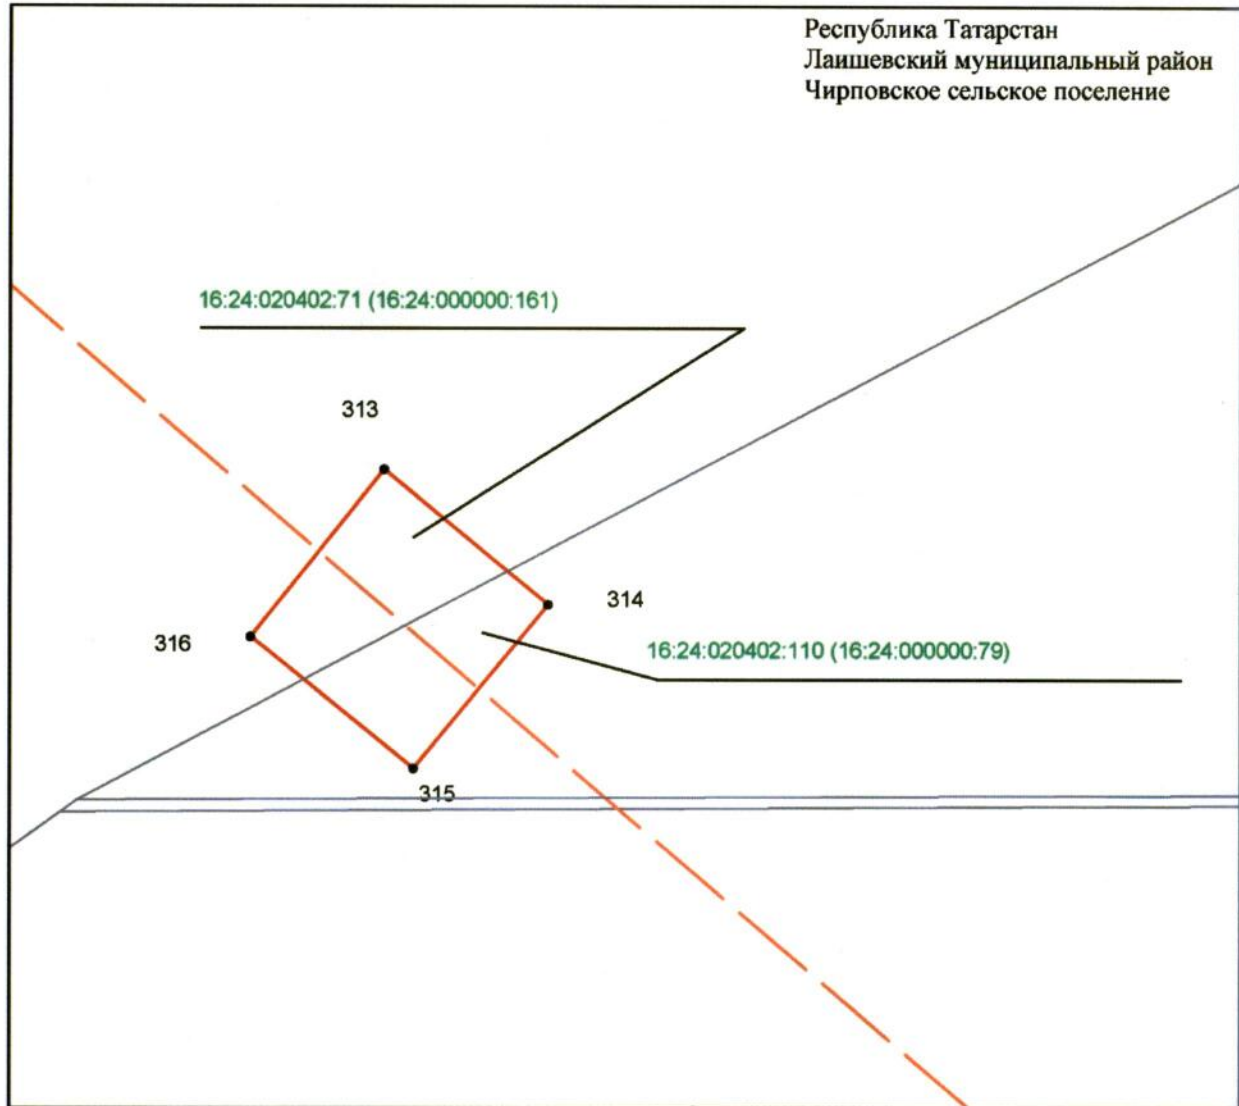 Республика Татарстан
Лаишевский муниципальный район
Чирповское сельское поселение
16:24:020402:71 (16:24:000000:161)
313
314
316
16:24:020402:110 (16:24:000000:79)
315